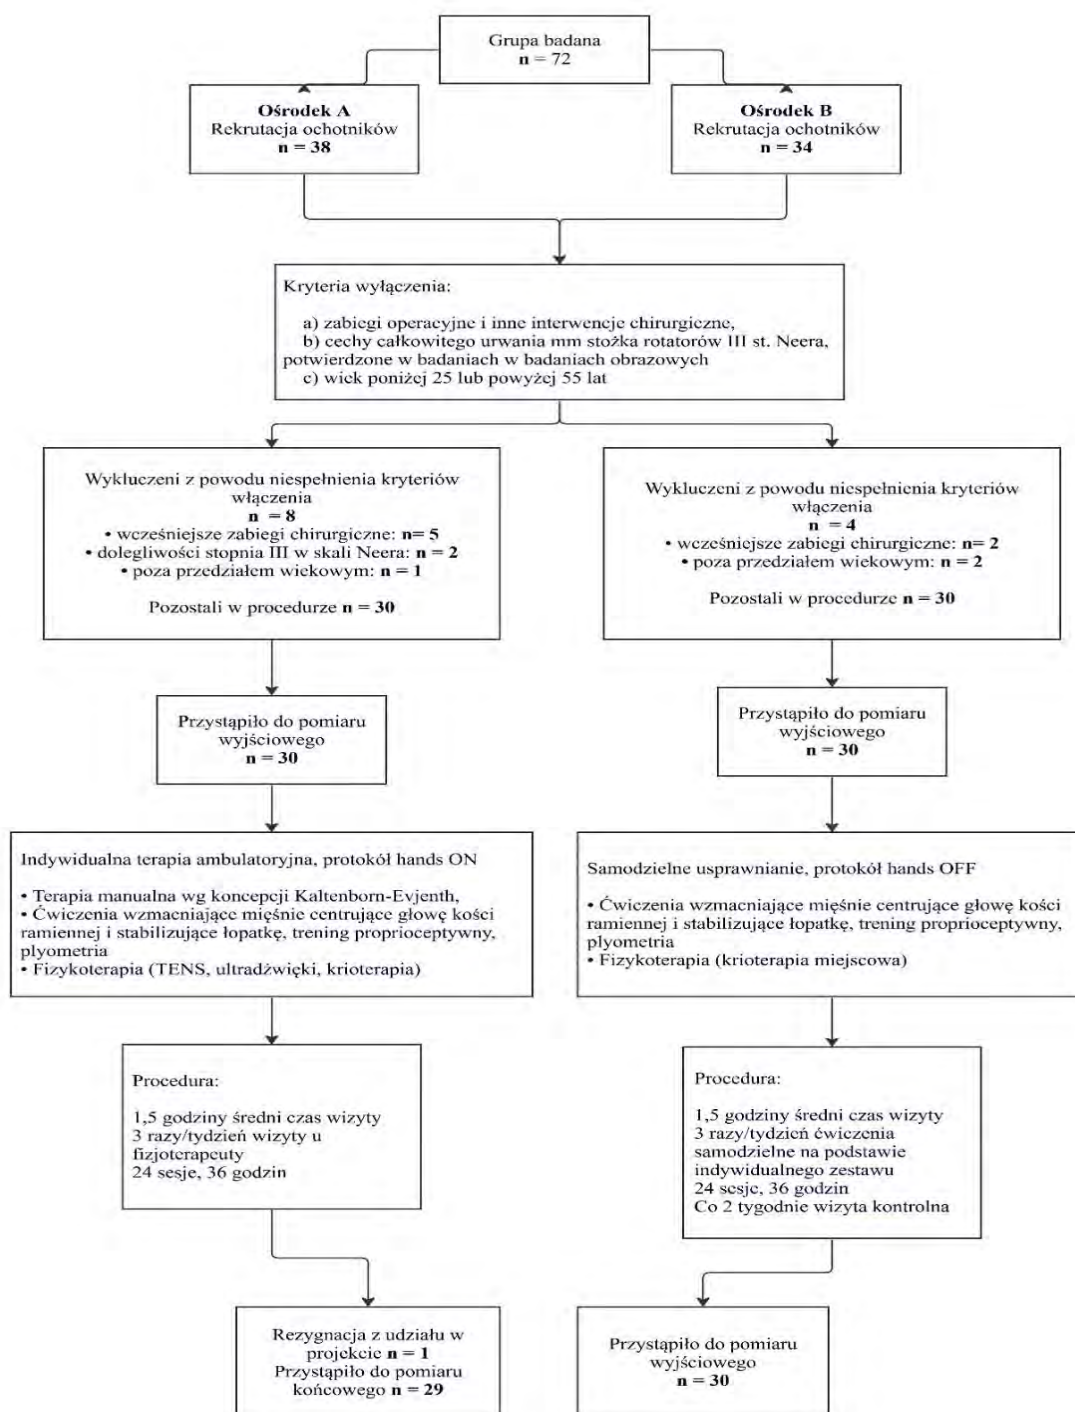 Grupa badana
n = 72
Ośrodek A
Rekrutacja ochotników
n = 38
Ośrodek B
Rekrutacja ochotników
n = 34
Kryteria wyłączenia:
a) zabiegi operacyjne i inne interwencje chirurgiczne,
b) cechy całkowitego urwania mm stożka rotatorów III st. Neera,
potwierdzone w badaniach w badaniach obrazowych
c) wiek poniżej 25 lub powyżej 55 lat
Wykluczeni z powodu niespełnienia kryteriów
włączenia
n = 8
• wcześniejsze zabiegi chirurgiczne: n= 5
• dolegliwości stopnia III w skali Neera: n = 2
• poza przedziałem wiekowym: n = 1
Pozostali w procedurze n = 30
Wykluczeni z powodu niespełnienia kryteriów
włączenia
n = 4
• wcześniejsze zabiegi chirurgiczne: n= 2
• poza przedziałem wiekowym: n = 2
Pozostali w procedurze n = 30
Przystąpiło do pomiaru
wyjściowego
n = 30
Przystąpiło do pomiaru
wyjściowego
n = 30
Indywidualna terapia ambulatoryjna, protokół hands ON
• Terapia manualna wg koncepcji Kaltenborn-Evjenth,
• Ćwiczenia wzmacniające mięśnie centrujące głowę kości
ramiennej i stabilizujące łopatkę, trening proprioceptywny,
plyometria
• Fizykoterapia (TENS, ultradźwięki, krioterapia)
Samodzielne usprawnianie, protokół hands OFF
• Ćwiczenia wzmacniające mięśnie centrujące głowę kości
ramiennej i stabilizujące łopatkę, trening proprioceptywny,
plyometria
• Fizykoterapia (krioterapia miejscowa)
Procedura:
1,5 godziny średni czas wizyty
3 razy/tydzień wizyty u
fizjoterapeuty
24 sesje, 36 godzin
Procedura:
1,5 godziny średni czas wizyty
3 razy/tydzień ćwiczenia
samodzielne na podstawie
indywidualnego zestawu
24 sesje, 36 godzin
Co 2 tygodnie wizyta kontrolna
Rezygnacja z udziału w
projekcie n = 1
Przystąpiło do pomiaru
końcowego n = 29
Przystąpiło do pomiaru
wyjściowego
n = 30